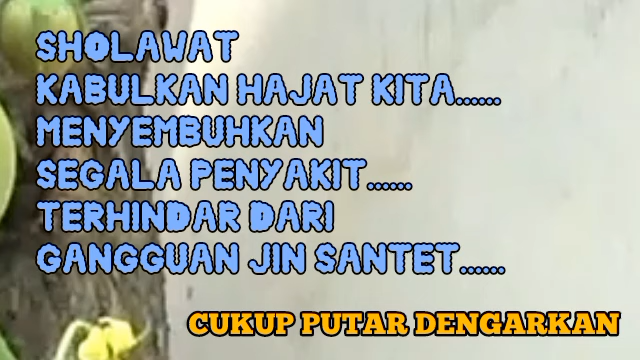 SHOLAWAT
KABULKAN HAJAT KITA......
MENYEMBUHKAN
SEGALA PENYAKIT......
TERHINDAR DARI
GANGGUAN JIN SANTET......
CUKUP PUTAR DENGARKAN